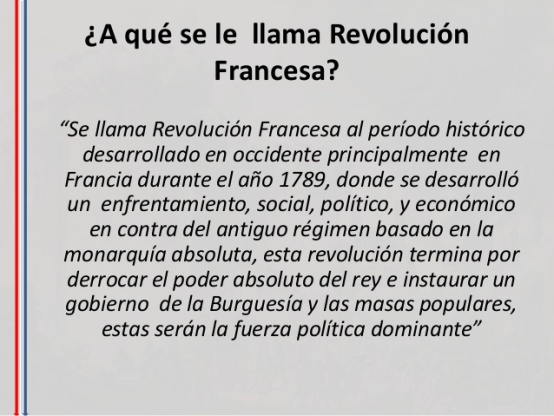 ¿A qué se le  llama Revolución
Francesa?
“Se llama Revolución Francesa al período histórico
desarrollado en occidente principalmente  en
Francia durante el año 1789, donde se desarrolló
un  enfrentamiento, social, político, y económico
en contra del antiguo régimen basado en la
monarquía absoluta, esta revolución termina por
derrocar el poder absoluto del rey e instaurar un
gobierno  de la Burguesía y las masas populares,
estas serán la fuerza política dominante”